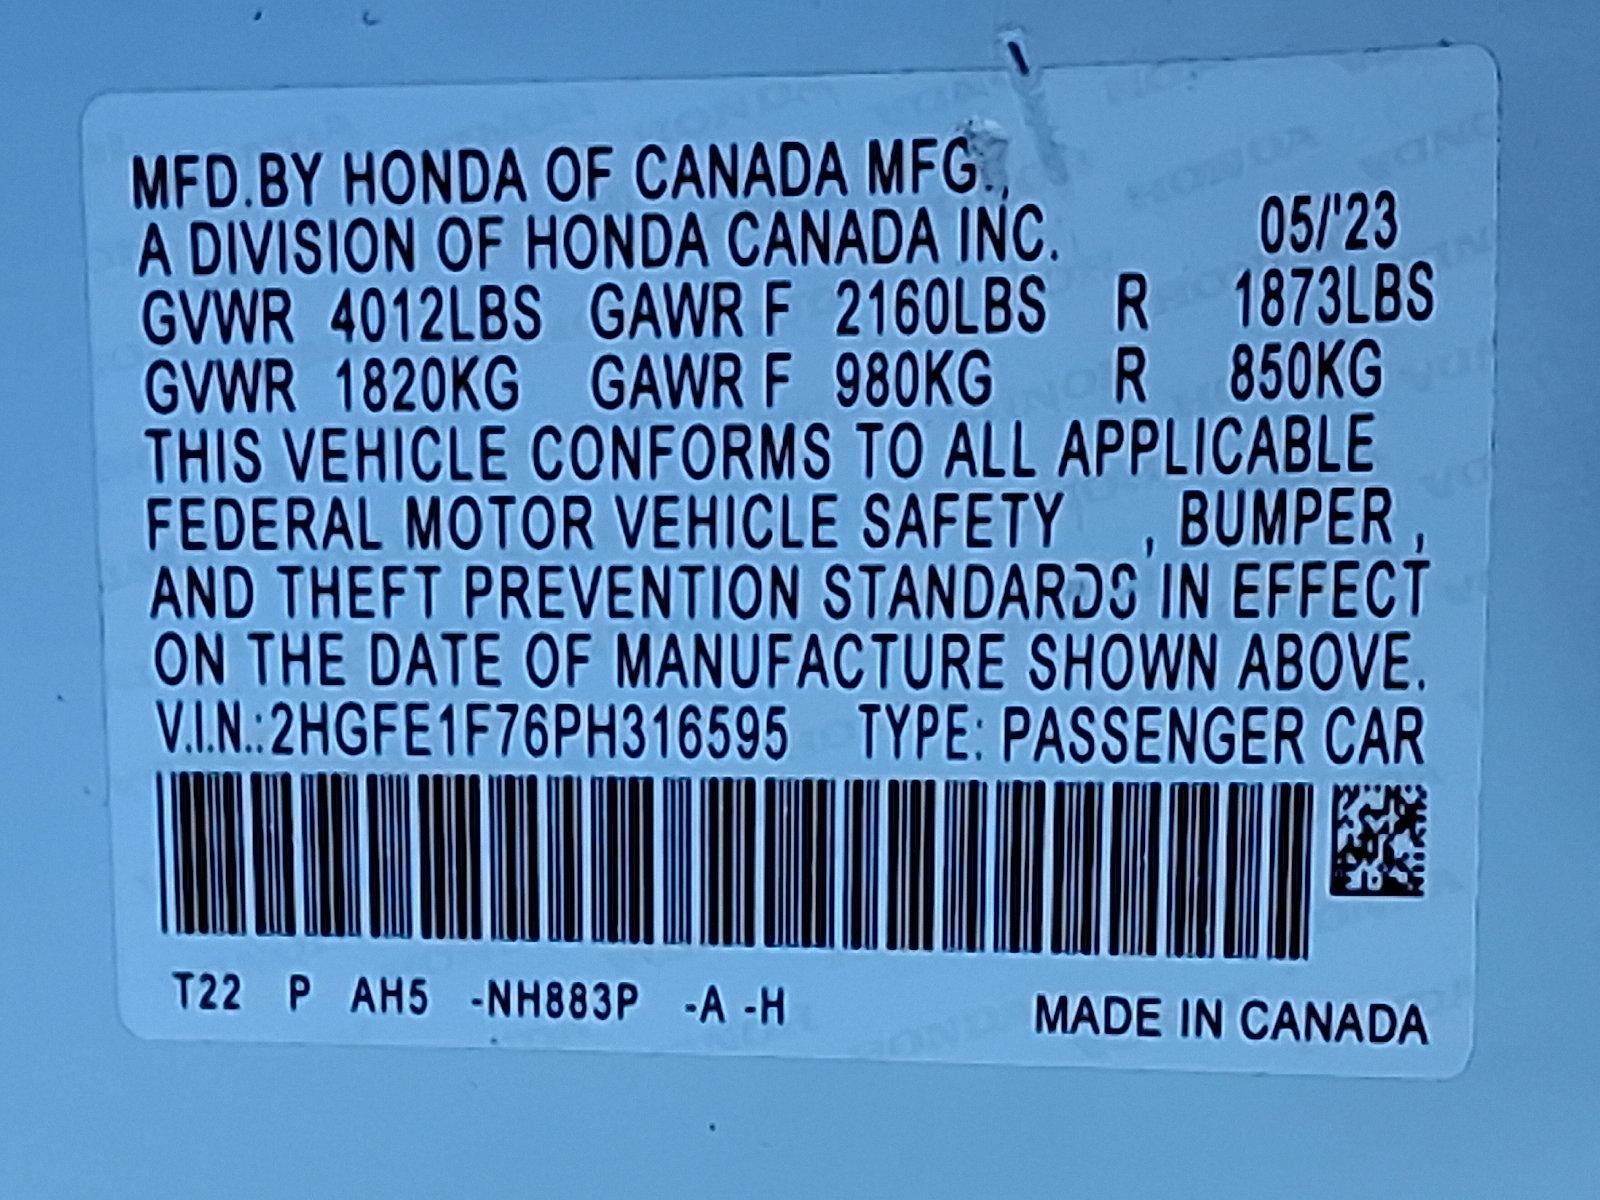 MFD.BY HONDA OF CANADA MFG.,
A DIVISION OF HONDA CANADA INC. 05/'23
GVWR 4012LBS GAWR F 2160LBS R 1873LBS
GVWR 1820KG GAWR F 980KG R 850KG
THIS VEHICLE CONFORMS TO ALL APPLICABLE
FEDERAL MOTOR VEHICLE SAFETY , BUMPER ,
AND THEFT PREVENTION STANDARDS IN EFFECT
ON THE DATE OF MANUFACTURE SHOWN ABOVE.
V.I.N.:2HGFE1F76PH316595 TYPE: PASSENGER CAR
T22 P AH5 -NH883P -A -H MADE IN CANADA